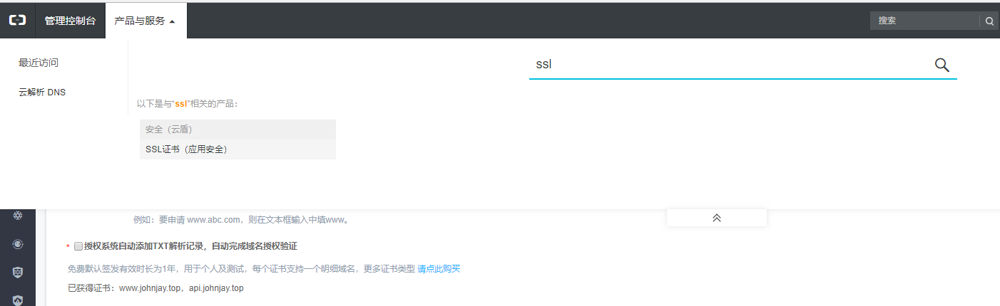 管理控制台 产品与服务 搜索
最近访问 ssl
云解析 DNS
以下是与“ssl”相关的产品：
安全（云盾）
SSL证书（应用安全）
例如：要申请 www.abc.com，则在文本框输入中填www。
* 授权系统自动添加TXT解析记录，自动完成域名授权验证
免费默认签发有效时长为1年，用于个人及测试，每个证书支持一个明细域名，更多证书类型 请点此购买
已获得证书：www.johnjay.top，api.johnjay.top